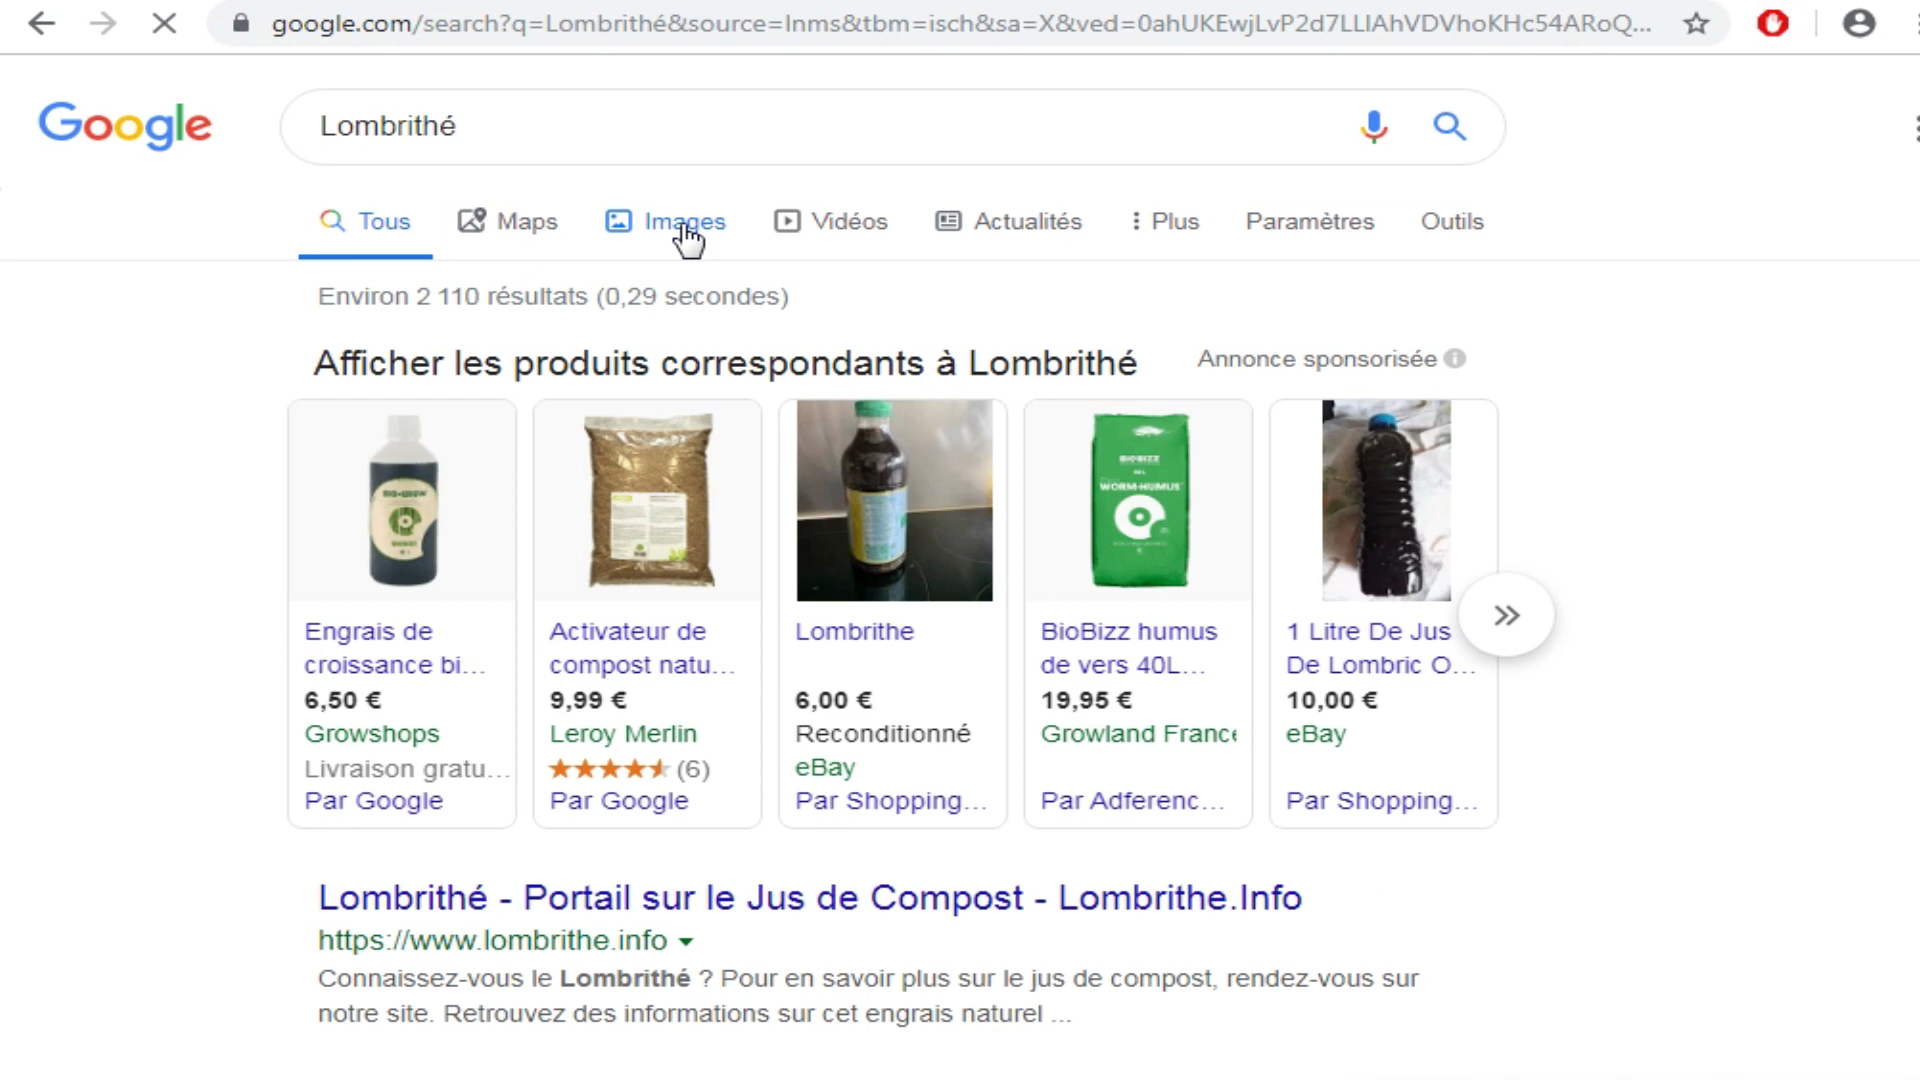 google.com/search?q=Lombrithé&source=lnms&tbm=isch&sa=X&ved=0ahUKEwjLvP2d7LLlAhVDVhoKHc54ARoQ...
Google
Lombrithé
Tous
Maps
Images
Vidéos
Actualités
Plus
Paramètres
Outils
Environ 2 110 résultats (0,29 secondes)
Afficher les produits correspondants à Lombrithé
Annonce sponsorisée
BIOBIZZ
WORM-HUMUS
Engrais de
croissance bi...
6,50 €
Growshops
Livraison gratu...
Par Google
Activateur de
compost natu...
9,99 €
Leroy Merlin
(6)
Par Google
Lombrithe
6,00 €
Reconditionné
eBay
Par Shopping...
BioBizz humus
de vers 40L...
19,95 €
Growland France
Par Adferenc...
1 Litre De Jus
De Lombric O...
10,00 €
eBay
Par Shopping...
Lombrithé - Portail sur le Jus de Compost - Lombrithe.Info
https://www.lombrithe.info
Connaissez-vous le Lombrithé ? Pour en savoir plus sur le jus de compost, rendez-vous sur
notre site. Retrouvez des informations sur cet engrais naturel ...